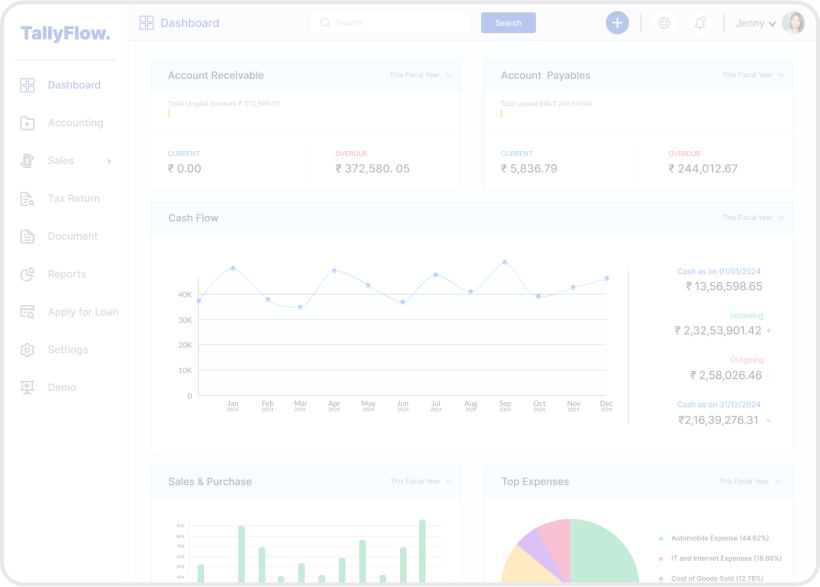 TallyFlow.
Dashboard
Search
Search
Jenny
Dashboard
Accounting
Sales
Tax Return
Document
Reports
Apply for Loan
Settings
Demo
Account Receivable
This Fiscal Year
Total Unpaid Invoices ₹ 372,580.05
CURRENT
₹ 0.00
OVERDUE
₹ 372,580. 05
Account Payables
This Fiscal Year
Total Unpaid Bills ₹ 249,849.46
CURRENT
₹ 5,836.79
OVERDUE
₹ 244,012.67
Cash Flow
This Fiscal Year
40K
30K
20K
10K
0
Jan Feb Mar Apr May Jun Jul Aug Sep Oct Nov Dec
2024 2024 2024 2024 2024 2024 2024 2024 2024 2024 2024 2024
Cash as on 01/01/2024
₹ 13,56,598.65
Incoming
₹ 2,32,53,901.42 +
Outgoing
₹ 2,58,026.46 -
Cash as on 31/12/2024
₹2,16,39,276.31 =
Sales & Purchase
This Fiscal Year
Top Expenses
This Fiscal Year
Automobile Expense (44.62%)
IT and Internet Expenses (18.66%)
Cost of Goods Sold (12.78%)